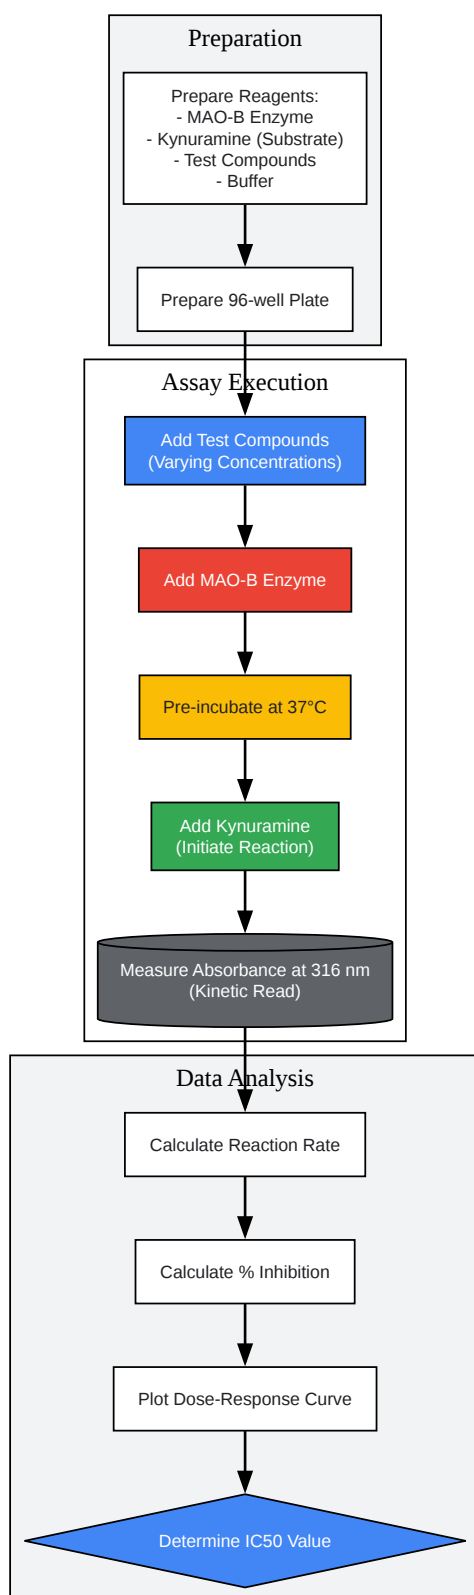 Preparation
Prepare Reagents:
- MAO-B Enzyme
- Kynuramine (Substrate)
- Test Compounds
- Buffer
Prepare 96-well Plate
Assay Execution
Add Test Compounds
(Varying Concentrations)
Add MAO-B Enzyme
Pre-incubate at 37°C
Add Kynuramine
(Initiate Reaction)
Measure Absorbance at 316 nm
(Kinetic Read)
Data Analysis
Calculate Reaction Rate
Calculate % Inhibition
Plot Dose-Response Curve
Determine IC50 Value